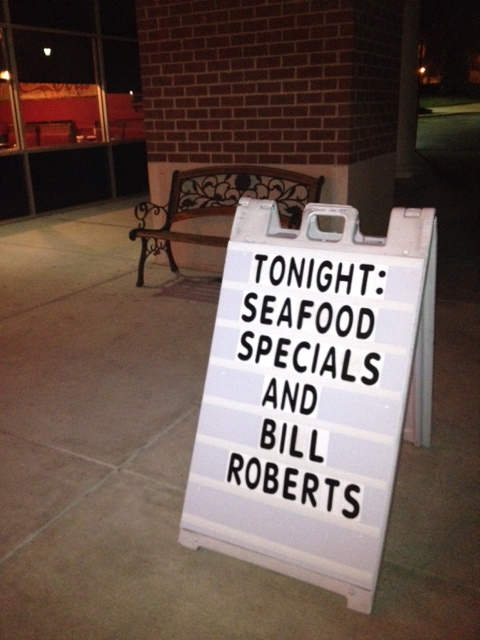 TONIGHT:
SEAFOOD
SPECIALS
AND
BILL
ROBERTS